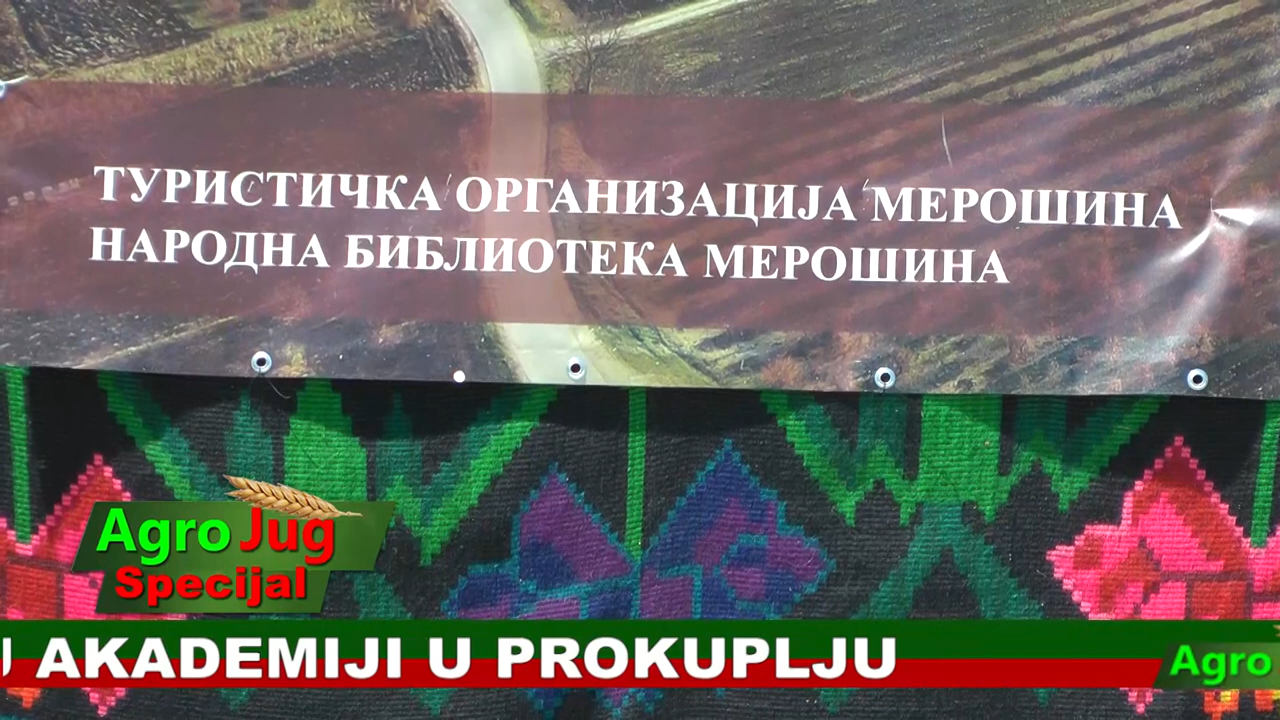 ТУРИСТИЧКА ОРГАНИЗАЦИЈА МЕРОШИНА
НАРОДНА БИБЛИОТЕКА МЕРОШИНА
Agro Jug
Specijal
AKADEMIJI U PROKUPLJU
Agro